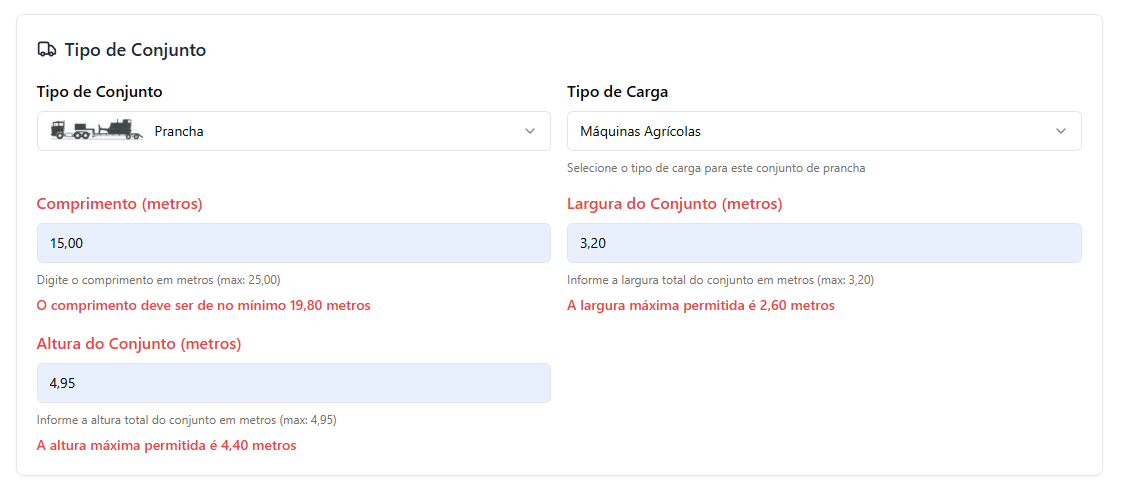 Tipo de Conjunto
Tipo de Conjunto
Tipo de Carga
Prancha
Máquinas Agrícolas
Selecione o tipo de carga para este conjunto de prancha
Comprimento (metros)
Largura do Conjunto (metros)
15,00
3,20
Digite o comprimento em metros (max: 25,00)
Informe a largura total do conjunto em metros (max: 3,20)
O comprimento deve ser de no mínimo 19,80 metros
A largura máxima permitida é 2,60 metros
Altura do Conjunto (metros)
4,95
Informe a altura total do conjunto em metros (max: 4,95)
A altura máxima permitida é 4,40 metros